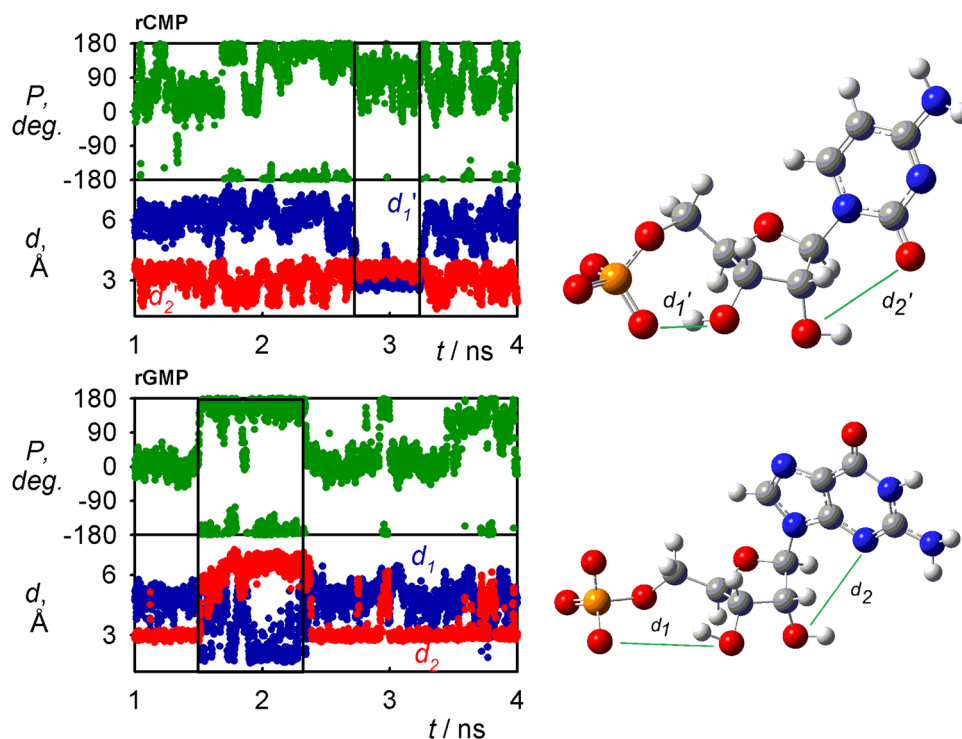 rCMP
180
90
0
-90
-180
P,
deg.
d₁'
6
3
d,
Å
d₂
1 2 3 4
t / ns
d₁'
d₂'
rGMP
180
90
0
-90
-180
P,
deg.
d₁
6
3
d,
Å
d₂
1 2 3 4
t / ns
d₁
d₂